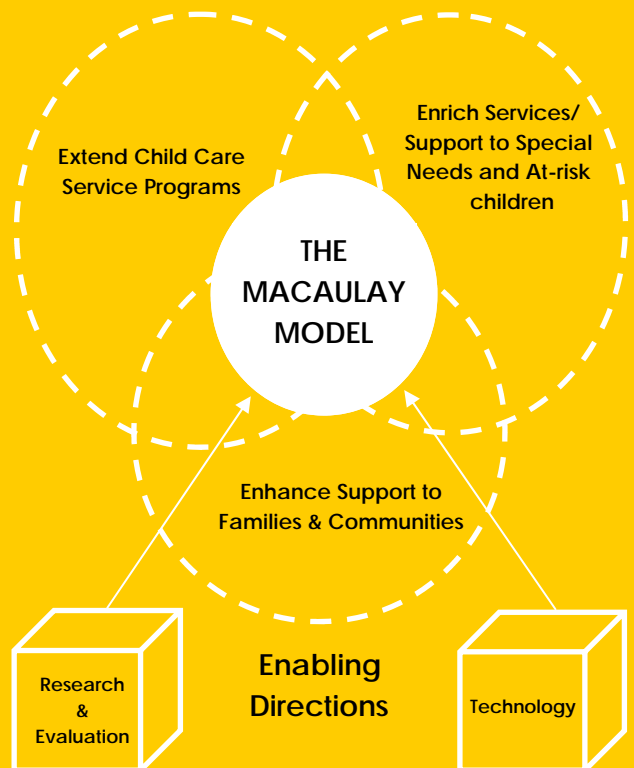 Extend Child Care
Service Programs
Enrich Services/
Support to Special
Needs and At-risk
children
THE
MACAULAY
MODEL
Enhance Support to
Families & Communities
Research
&
Evaluation
Enabling
Directions
Technology